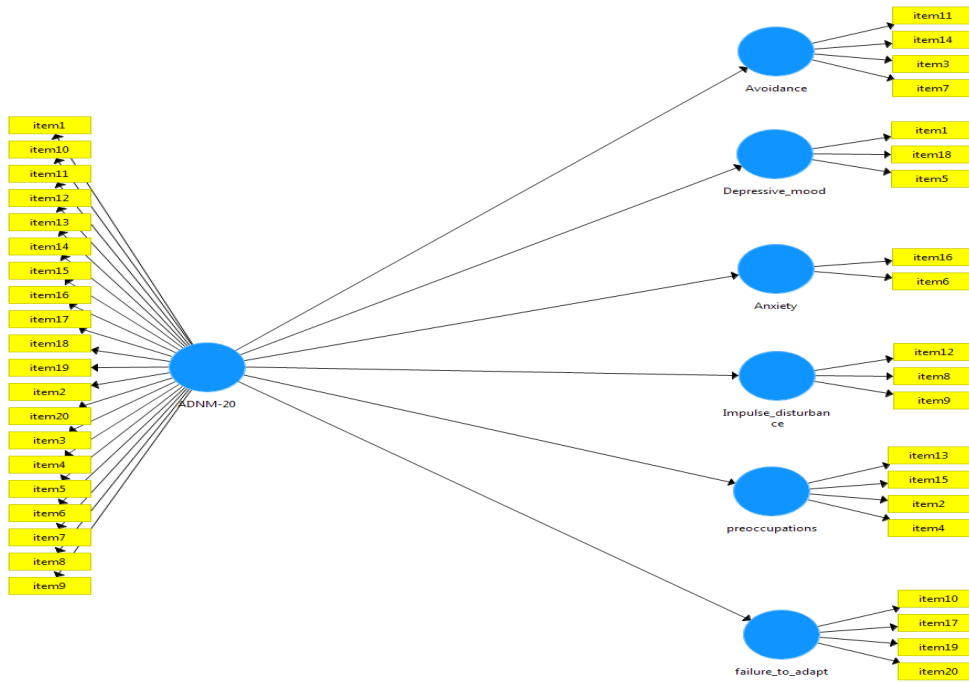 item1
item10
item11
item12
item13
item14
item15
item16
item17
item18
item19
item2
item20
item3
item4
item5
item6
item7
item8
item9
ADNM-20
item11
item14
item3
item7
Avoidance
item1
item18
item5
Depressive_mood
item16
item6
Anxiety
item12
item8
item9
Impulse_disturban
ce
item13
item15
item2
item4
preoccupations
item10
item17
item19
item20
failure_to_adapt